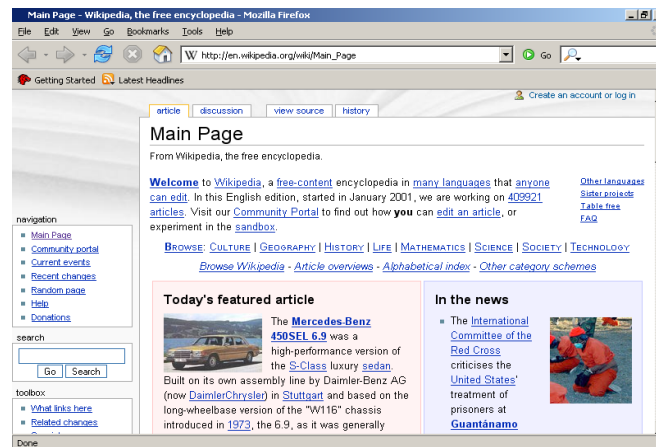 Main Page - Wikipedia, the free encyclopedia - Mozilla Firefox
File Edit View Go Bookmarks Tools Help
http://en.wikipedia.org/wiki/Main_Page Go
Getting Started Latest Headlines
Create an account or log in
article discussion view source history
Main Page
From Wikipedia, the free encyclopedia.
Welcome to Wikipedia, a free-content encyclopedia in many languages that anyone
can edit. In this English edition, started in January 2001, we are working on 409921
articles. Visit our Community Portal to find out how you can edit an article, or
experiment in the sandbox.
Other languages
Sister projects
Table free
FAQ
Browse: Culture | Geography | History | Life | Mathematics | Science | Society | Technology
Browse Wikipedia - Article overviews - Alphabetical index - Other category schemes
navigation
Main Page
Community portal
Current events
Recent changes
Random page
Help
Donations
search
Go Search
toolbox
What links here
Related changes
Today's featured article
The Mercedes-Benz
450SEL 6.9 was a
high-performance version of
the S-Class luxury sedan.
Built on its own assembly line by Daimler-Benz AG
(now DaimlerChrysler) in Stuttgart and based on the
long-wheelbase version of the "W116" chassis
introduced in 1973, the 6.9, as it was generally
In the news
The International
Committee of the
Red Cross
criticises the
United States'
treatment of
prisoners at
Guantánamo
Done